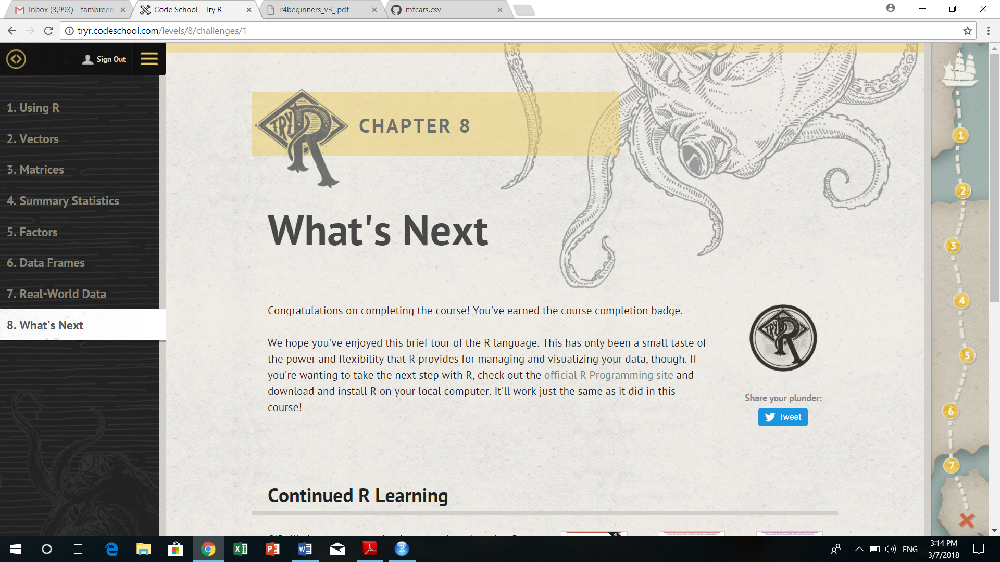 Inbox (3,993) - tambreen
Code School - Try R
r4beginners_v3_.pdf
mtcars.csv
tryr.codeschool.com/levels/8/challenges/1
Sign Out
1. Using R
2. Vectors
3. Matrices
4. Summary Statistics
5. Factors
6. Data Frames
7. Real-World Data
8. What's Next
TRY R
CHAPTER 8
What's Next
Congratulations on completing the course! You've earned the course completion badge.
We hope you've enjoyed this brief tour of the R language. This has only been a small taste of
the power and flexibility that R provides for managing and visualizing your data, though. If
you're wanting to take the next step with R, check out the official R Programming site and
download and install R on your local computer. It'll work just the same as it did in this
course!
TRY R
Share your plunder:
Tweet
Continued R Learning
1
2
3
4
5
6
7
ENG
3:14 PM
3/7/2018